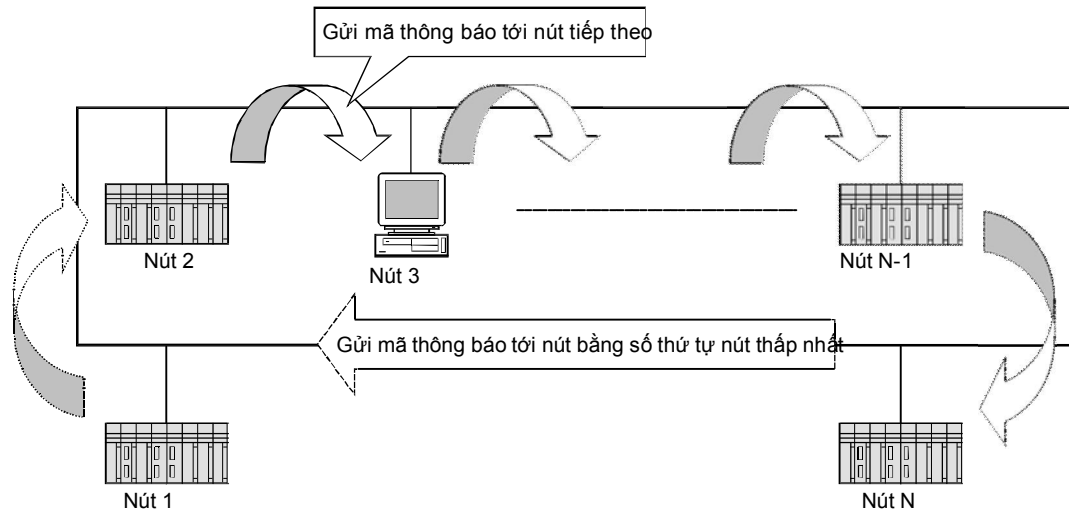 Gửi mã thông báo tới nút tiếp theo
Nút 2
Nút 3
Nút N-1
Gửi mã thông báo tới nút bằng số thứ tự nút thấp nhất
Nút 1
Nút N